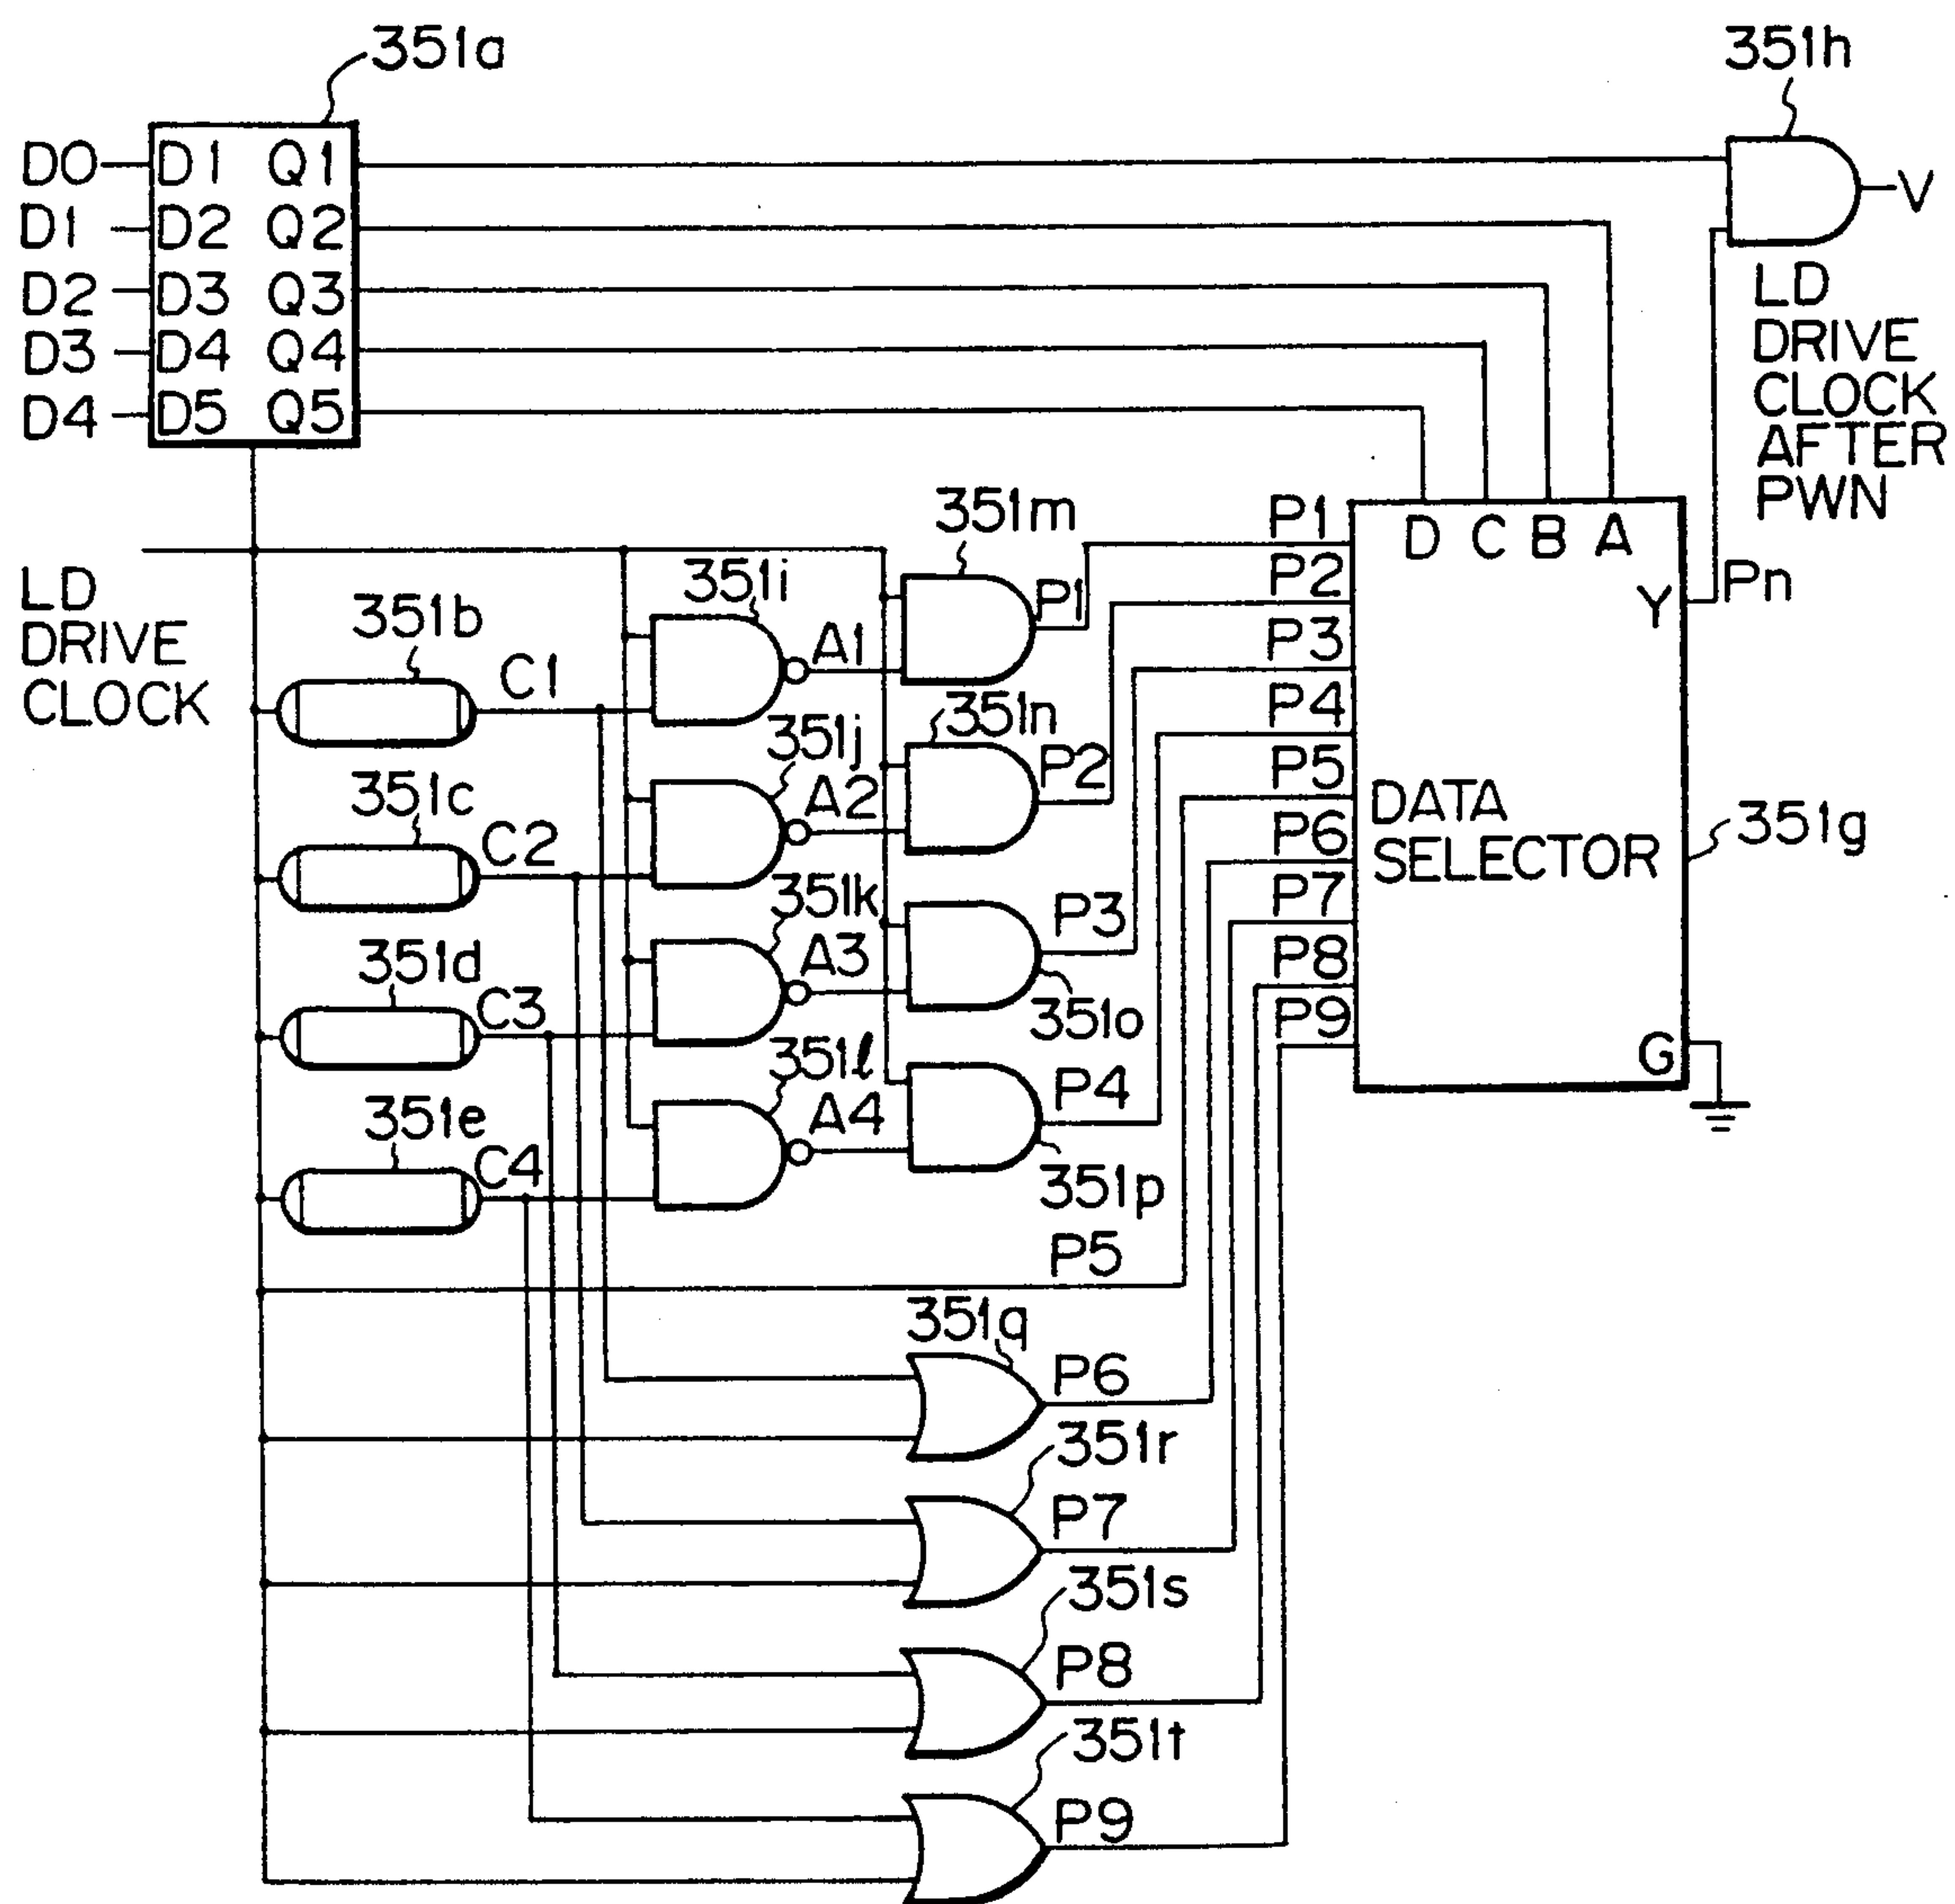 351a
351h
D0
D1 Q1
V
D1
D2 Q2
D2
D3 Q3
D3
D4 Q4
D4
D5 Q5
LD
DRIVE
CLOCK
AFTER
PWN
351m
P1
D C B A
P2
351i
P1
Y
Pn
LD
DRIVE
CLOCK
351b
C1
A1
P3
351n
P4
351j
P2
351c
C2
A2
P5
DATA
SELECTOR
351g
P6
351k
P7
351d
C3
A3
P3
P8
351o
P9
G
351l
351e
C4
A4
P4
351p
P5
351q
P6
351r
P7
351s
P8
351t
P9